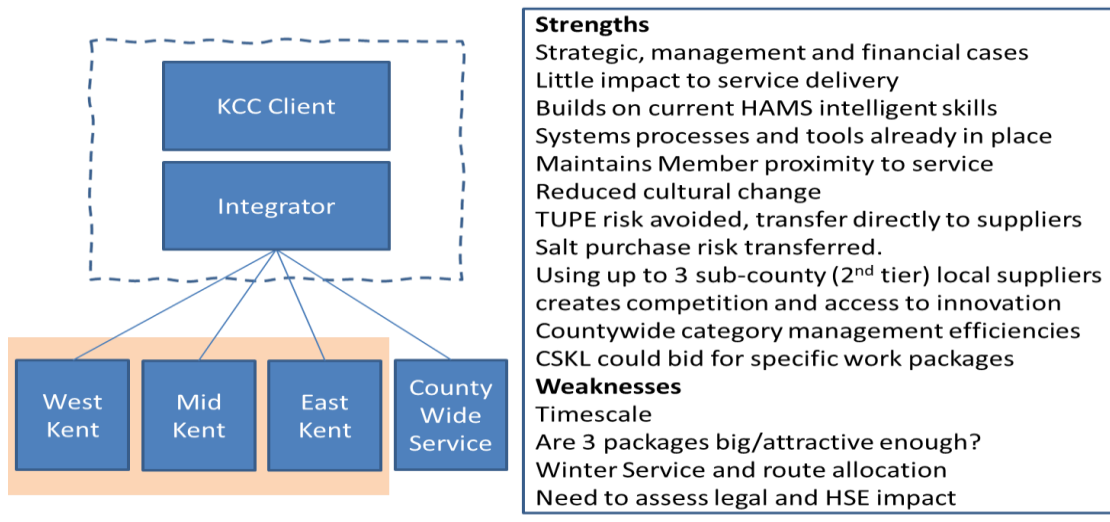 KCC Client
Integrator
West
Kent
Mid
Kent
East
Kent
County
Wide
Service
Strengths
Strategic, management and financial cases
Little impact to service delivery
Builds on current HAMS intelligent skills
Systems processes and tools already in place
Maintains Member proximity to service
Reduced cultural change
TUPE risk avoided, transfer directly to suppliers
Salt purchase risk transferred.
Using up to 3 sub-county (2nd tier) local suppliers
creates competition and access to innovation
Countywide category management efficiencies
CSKL could bid for specific work packages
Weaknesses
Timescale
Are 3 packages big/attractive enough?
Winter Service and route allocation
Need to assess legal and HSE impact